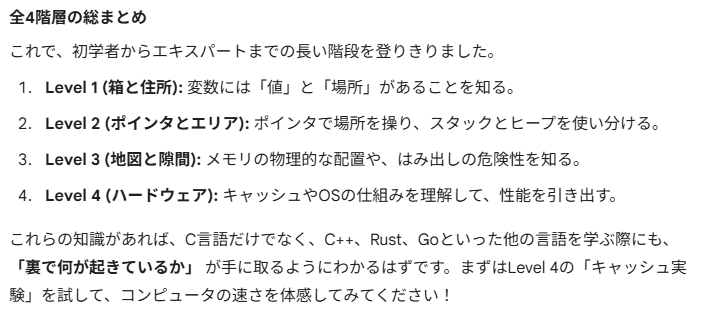 全4階層の総まとめ
これで、初学者からエキスパートまでの長い階段を登りきりました。
1. Level 1 (箱と住所): 変数には「値」と「場所」があることを知る。
2. Level 2 (ポインタとエリア): ポインタで場所を操り、スタックとヒープを使い分ける。
3. Level 3 (地図と隙間): メモリの物理的な配置や、はみ出しの危険性を知る。
4. Level 4 (ハードウェア): キャッシュやOSの仕組みを理解して、性能を引き出す。
これらの知識があれば、C言語だけでなく、C++、Rust、Goといった他の言語を学ぶ際にも、
「裏で何が起きているか」 が手に取るようにわかるはずです。まずはLevel 4の「キャッシュ実
験」を試して、コンピュータの速さを体感してみてください！